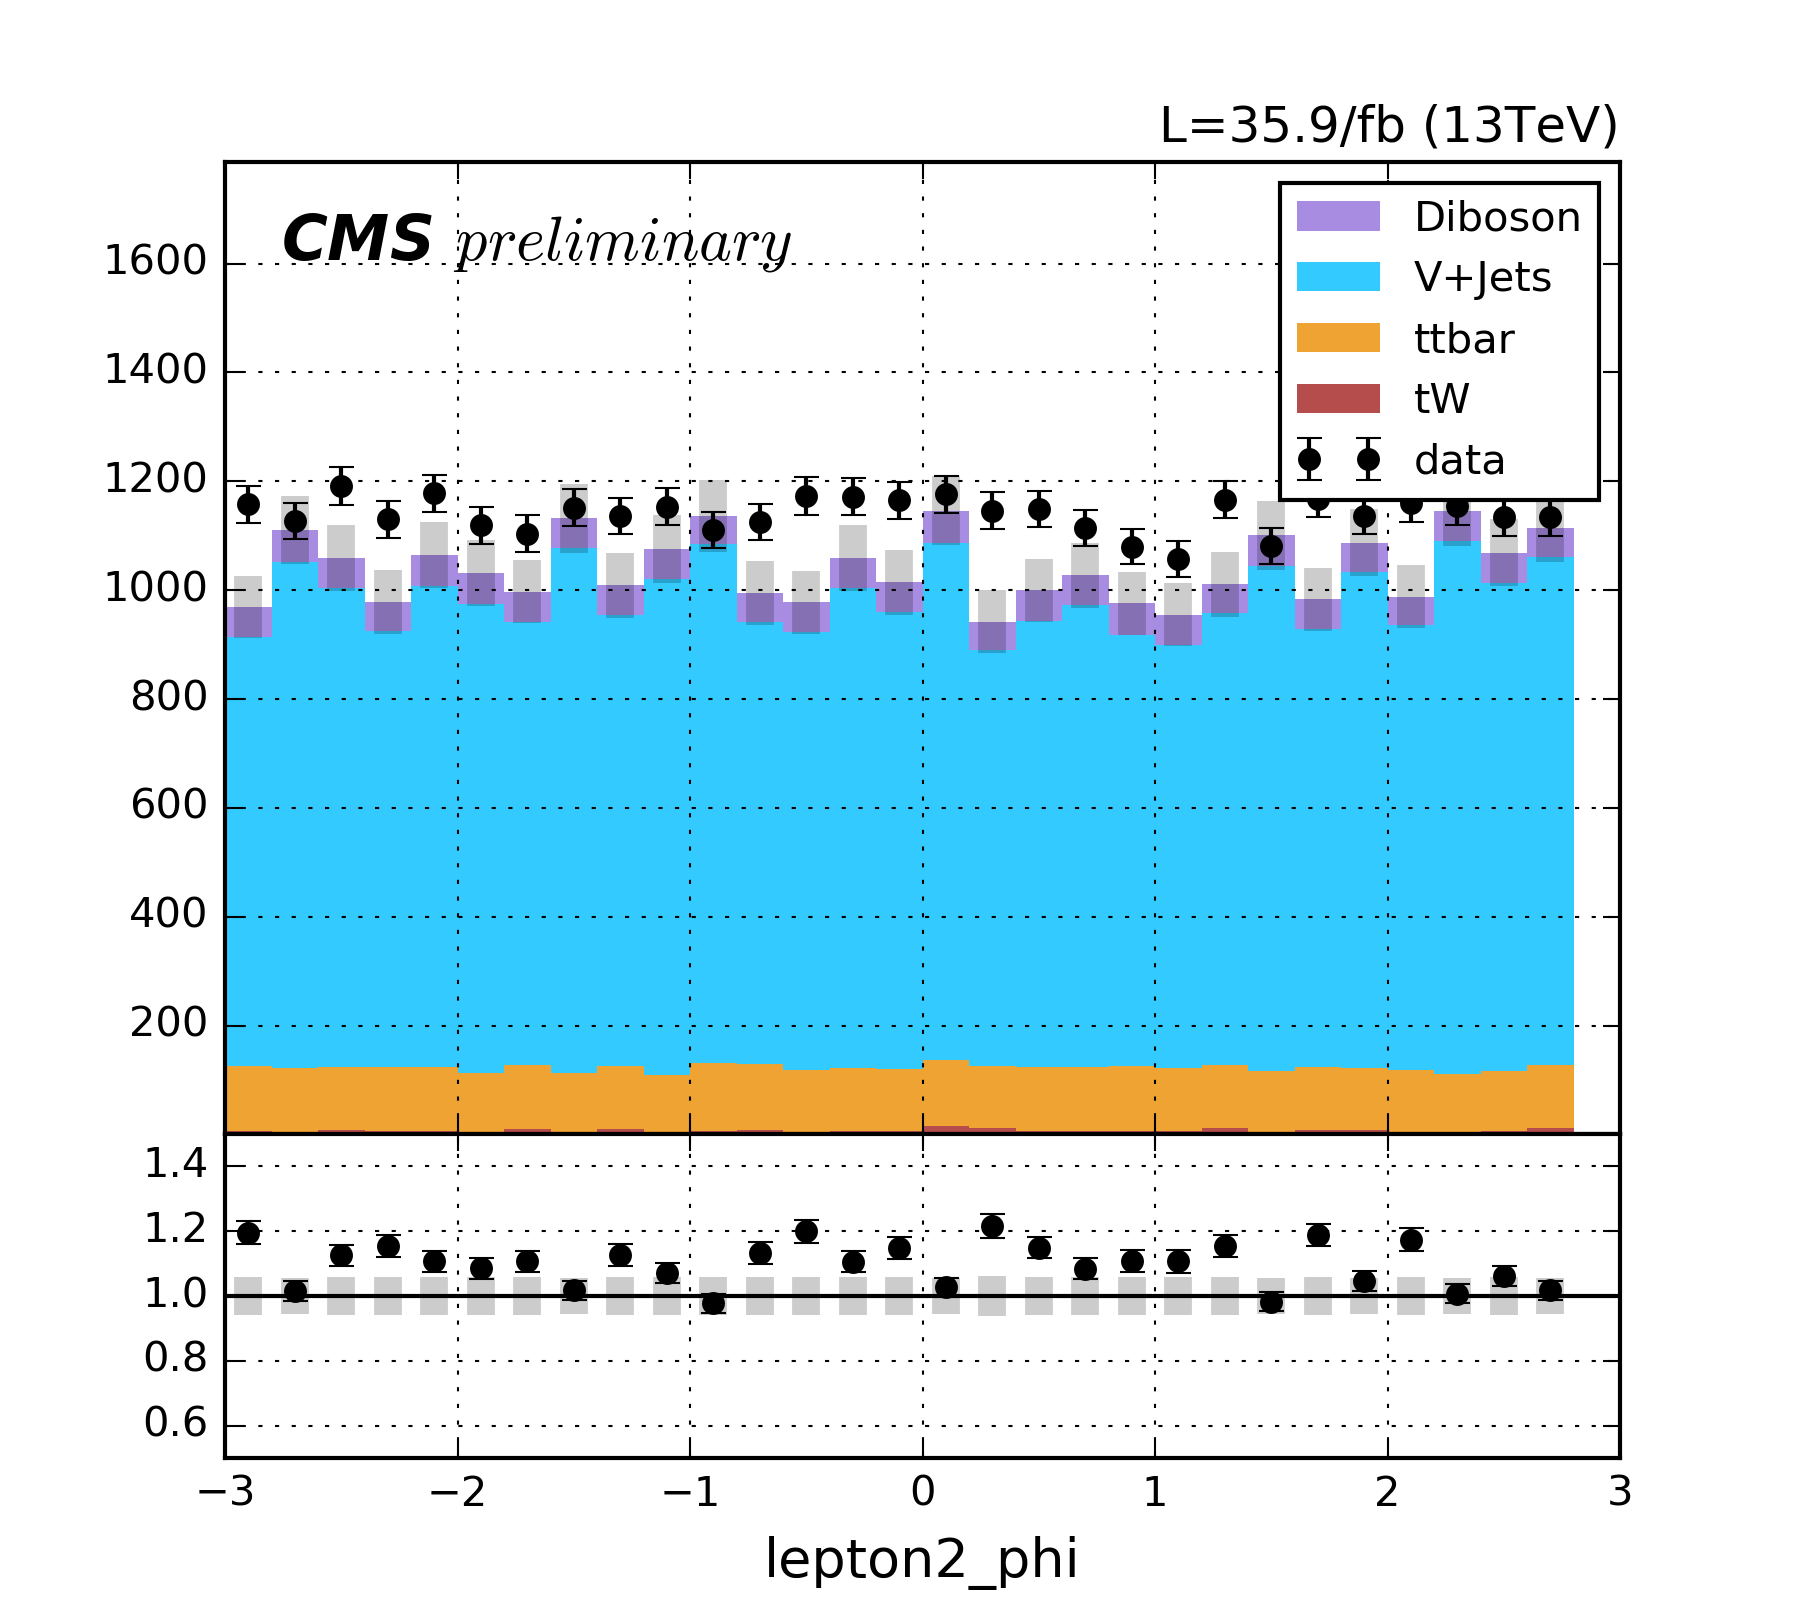 L=35.9/fb (13TeV)
CMS preliminary
Diboson
V+Jets
ttbar
tW
data
1600
1400
1200
1000
800
600
400
200
1.4
1.2
1.0
0.8
0.6
−3 −2 −1 0 1 2 3
lepton2_phi